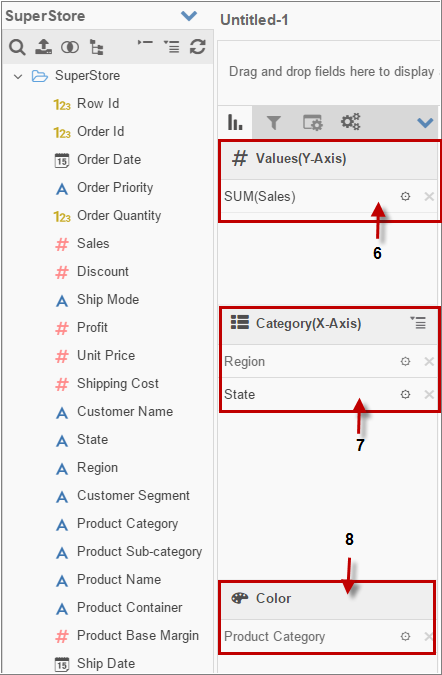 SuperStore
SuperStore
123 Row Id
123 Order Id
15 Order Date
A Order Priority
123 Order Quantity
# Sales
# Discount
A Ship Mode
# Profit
# Unit Price
# Shipping Cost
A Customer Name
A State
A Region
A Customer Segment
A Product Category
A Product Sub-category
A Product Name
A Product Container
# Product Base Margin
15 Ship Date
Untitled-1
Drag and drop fields here to display
# Values(Y-Axis)
SUM(Sales)
6
Category(X-Axis)
Region
State
7
8
Color
Product Category